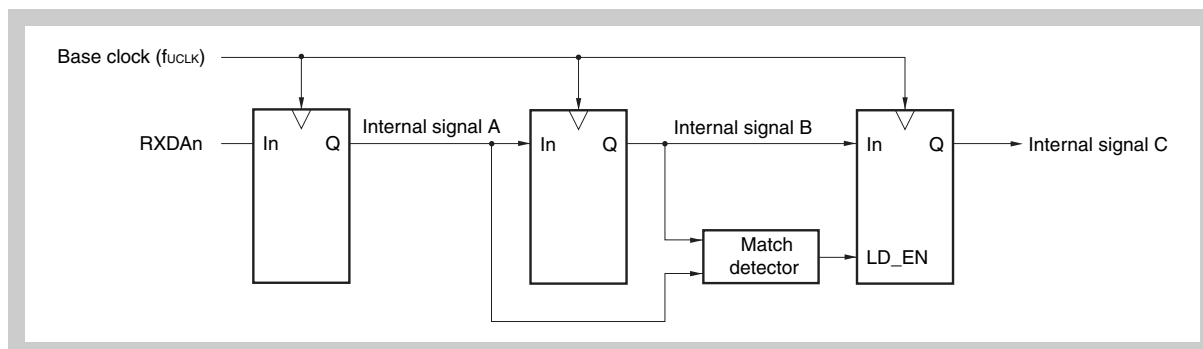 Base clock (fUCLK)
RXDAn
In
Q
Internal signal A
In
Q
Internal signal B
In
Q
Internal signal C
Match
detector
LD_EN